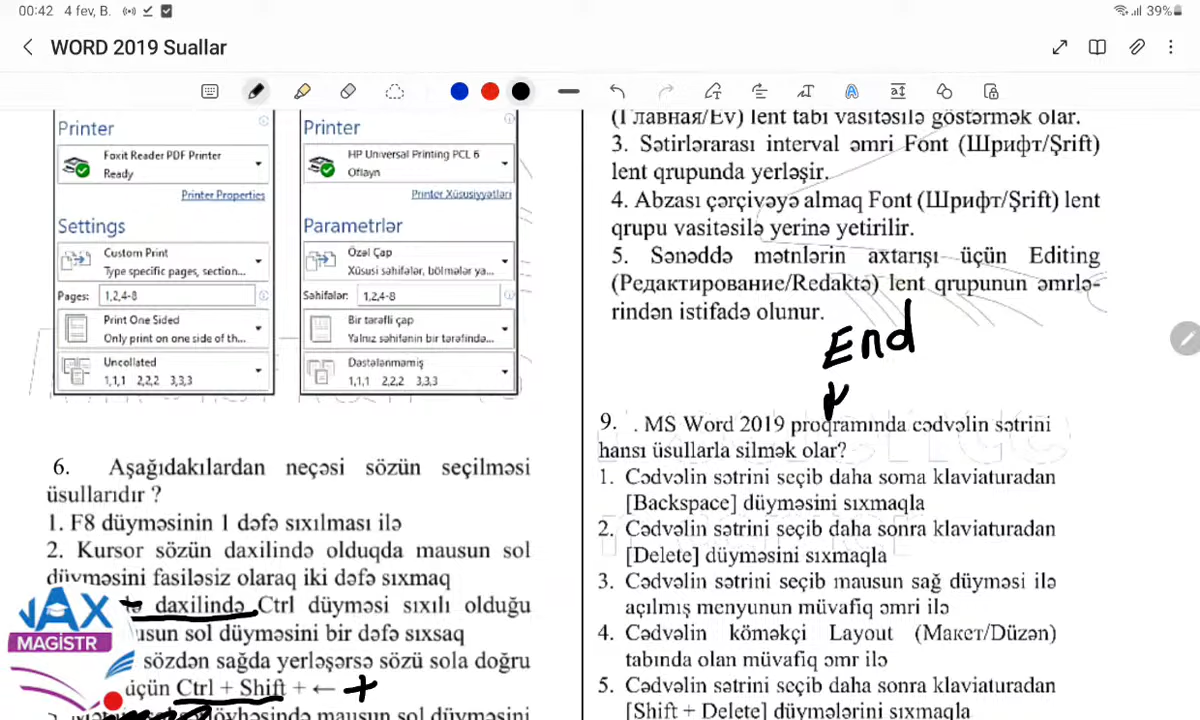 00:42 4 fev, B.
39%
WORD 2019 Suallar
Printer
Foxit Reader PDF Printer
Ready
Printer Properties
Settings
Custom Print
Type specific pages, section...
Pages: 1,2,4-8
Print One Sided
Only print on one side of th...
Uncollated
1,1,1 2,2,2 3,3,3
Printer
HP Universal Printing PCL 6
Oflayn
Printer Xüsusiyyətləri
Parametrlər
Özəl Çap
Xüsusi səhifələr, bölmələr ya...
Səhifələr: 1,2,4-8
Bir tərəfli çap
Yalnız səhifənin bir tərəfində...
Dəstələnməmiş
1,1,1 2,2,2 3,3,3
6. Aşağıdakılardan neçəsi sözün seçilməsi
üsullarıdır ?
1. F8 düyməsinin 1 dəfə sıxılması ilə
2. Kursor sözün daxilində olduqda mausun sol
düyməsini fasiləsiz olaraq iki dəfə sıxmaq
daxilində Ctrl düyməsi sıxılı olduğu
sol düyməsini bir dəfə sıxsaq
sözdən sağda yerləşərsə sözü sola doğru
üçün Ctrl + Shift + ← +
mausun sol düyməsini
JAX
MAGİSTR
(Главная/Ev) lent tabı vasitəsilə göstərmək olar.
3. Sətirlərarası interval əmri Font (Шрифт/Şrift)
lent qrupunda yerləşir.
4. Abzası çərçivəyə almaq Font (Шрифт/Şrift) lent
qrupu vasitəsilə yerinə yetirilir.
5. Sənəddə mətnlərin axtarışı üçün Editing
(Редактирование/Redaktə) lent qrupunun əmrlə-
rindən istifadə olunur.
End
9. . MS Word 2019 proqramında cədvəlin sətrini
hansı üsullarla silmək olar?
1. Cədvəlin sətrini seçib daha soma klaviaturadan
[Backspace] düyməsini sıxmaqla
2. Cədvəlin sətrini seçib daha sonra klaviaturadan
[Delete] düyməsini sıxmaqla
3. Cədvəlin sətrini seçib mausun sağ düyməsi ilə
açılmış menyunun müvafiq əmri ilə
4. Cədvəlin köməkçi Layout (Макет/Düzən)
tabında olan müvafiq əmr ilə
5. Cədvəlin sətrini seçib daha sonra klaviaturadan
[Shift + Delete] düymələrini sıxmaqla